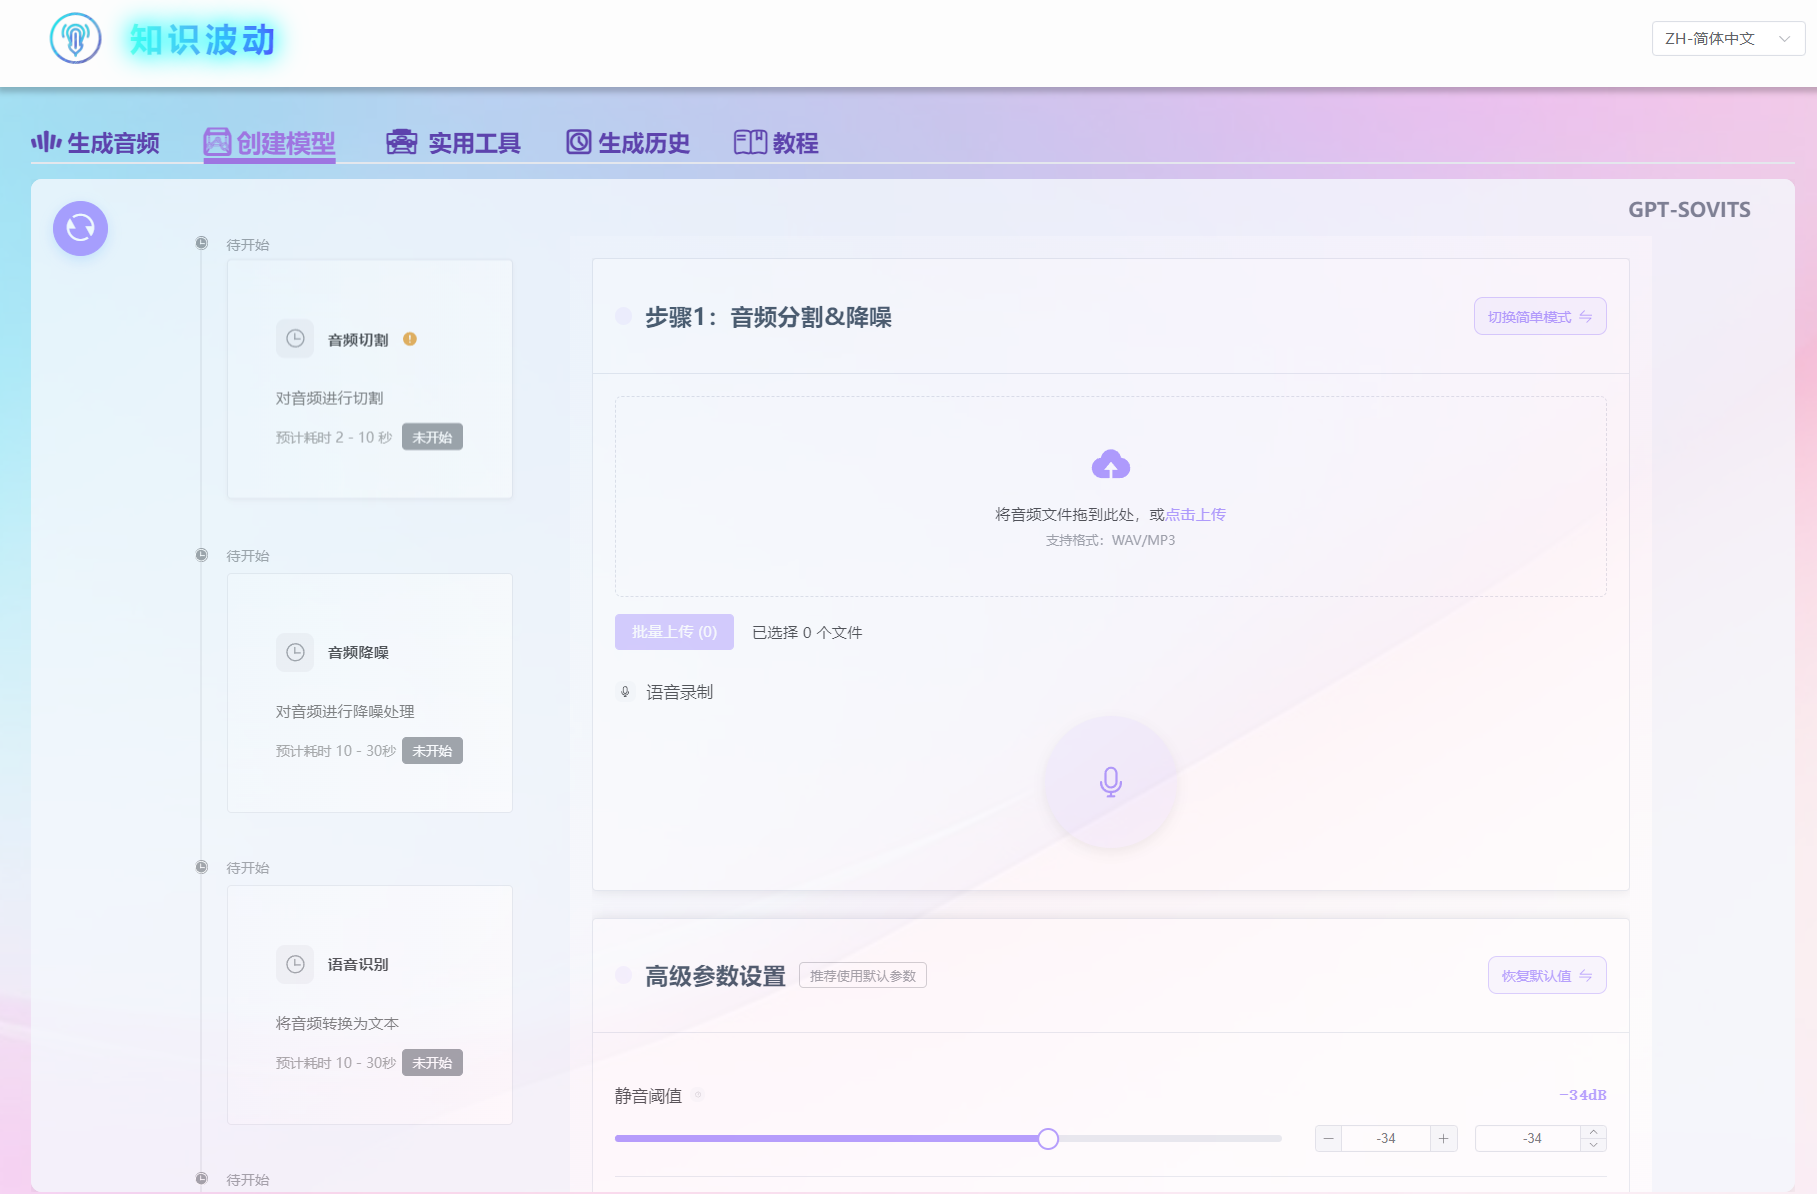 知识波动
ZH-简体中文
生成音频
创建模型
实用工具
生成历史
教程
GPT-SOVITS
待开始
音频切割
对音频进行切割
预计耗时 2 - 10 秒 未开始
待开始
音频降噪
对音频进行降噪处理
预计耗时 10 - 30秒 未开始
待开始
语音识别
将音频转换为文本
预计耗时 10 - 30秒 未开始
待开始
步骤1：音频分割&降噪
切换简单模式
将音频文件拖到此处，或点击上传
支持格式：WAV/MP3
批量上传 (0)
已选择 0 个文件
语音录制
高级参数设置
推荐使用默认参数
恢复默认值
静音阈值
-34dB
-34
-34